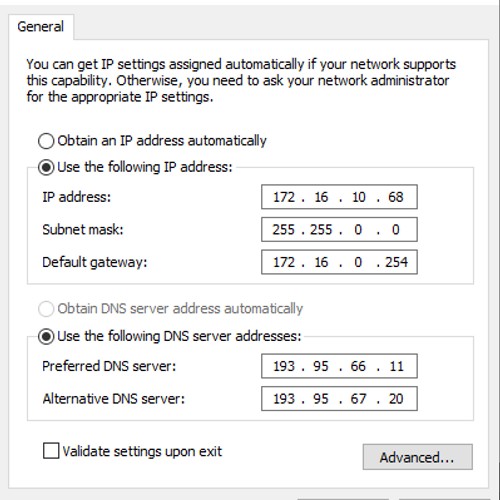 General
You can get IP settings assigned automatically if your network supports
this capability. Otherwise, you need to ask your network administrator
for the appropriate IP settings.
Obtain an IP address automatically
Use the following IP address:
IP address: 172 . 16 . 10 . 68
Subnet mask: 255 . 255 . 0 . 0
Default gateway: 172 . 16 . 0 . 254
Obtain DNS server address automatically
Use the following DNS server addresses:
Preferred DNS server: 193 . 95 . 66 . 11
Alternative DNS server: 193 . 95 . 67 . 20
Validate settings upon exit
Advanced...